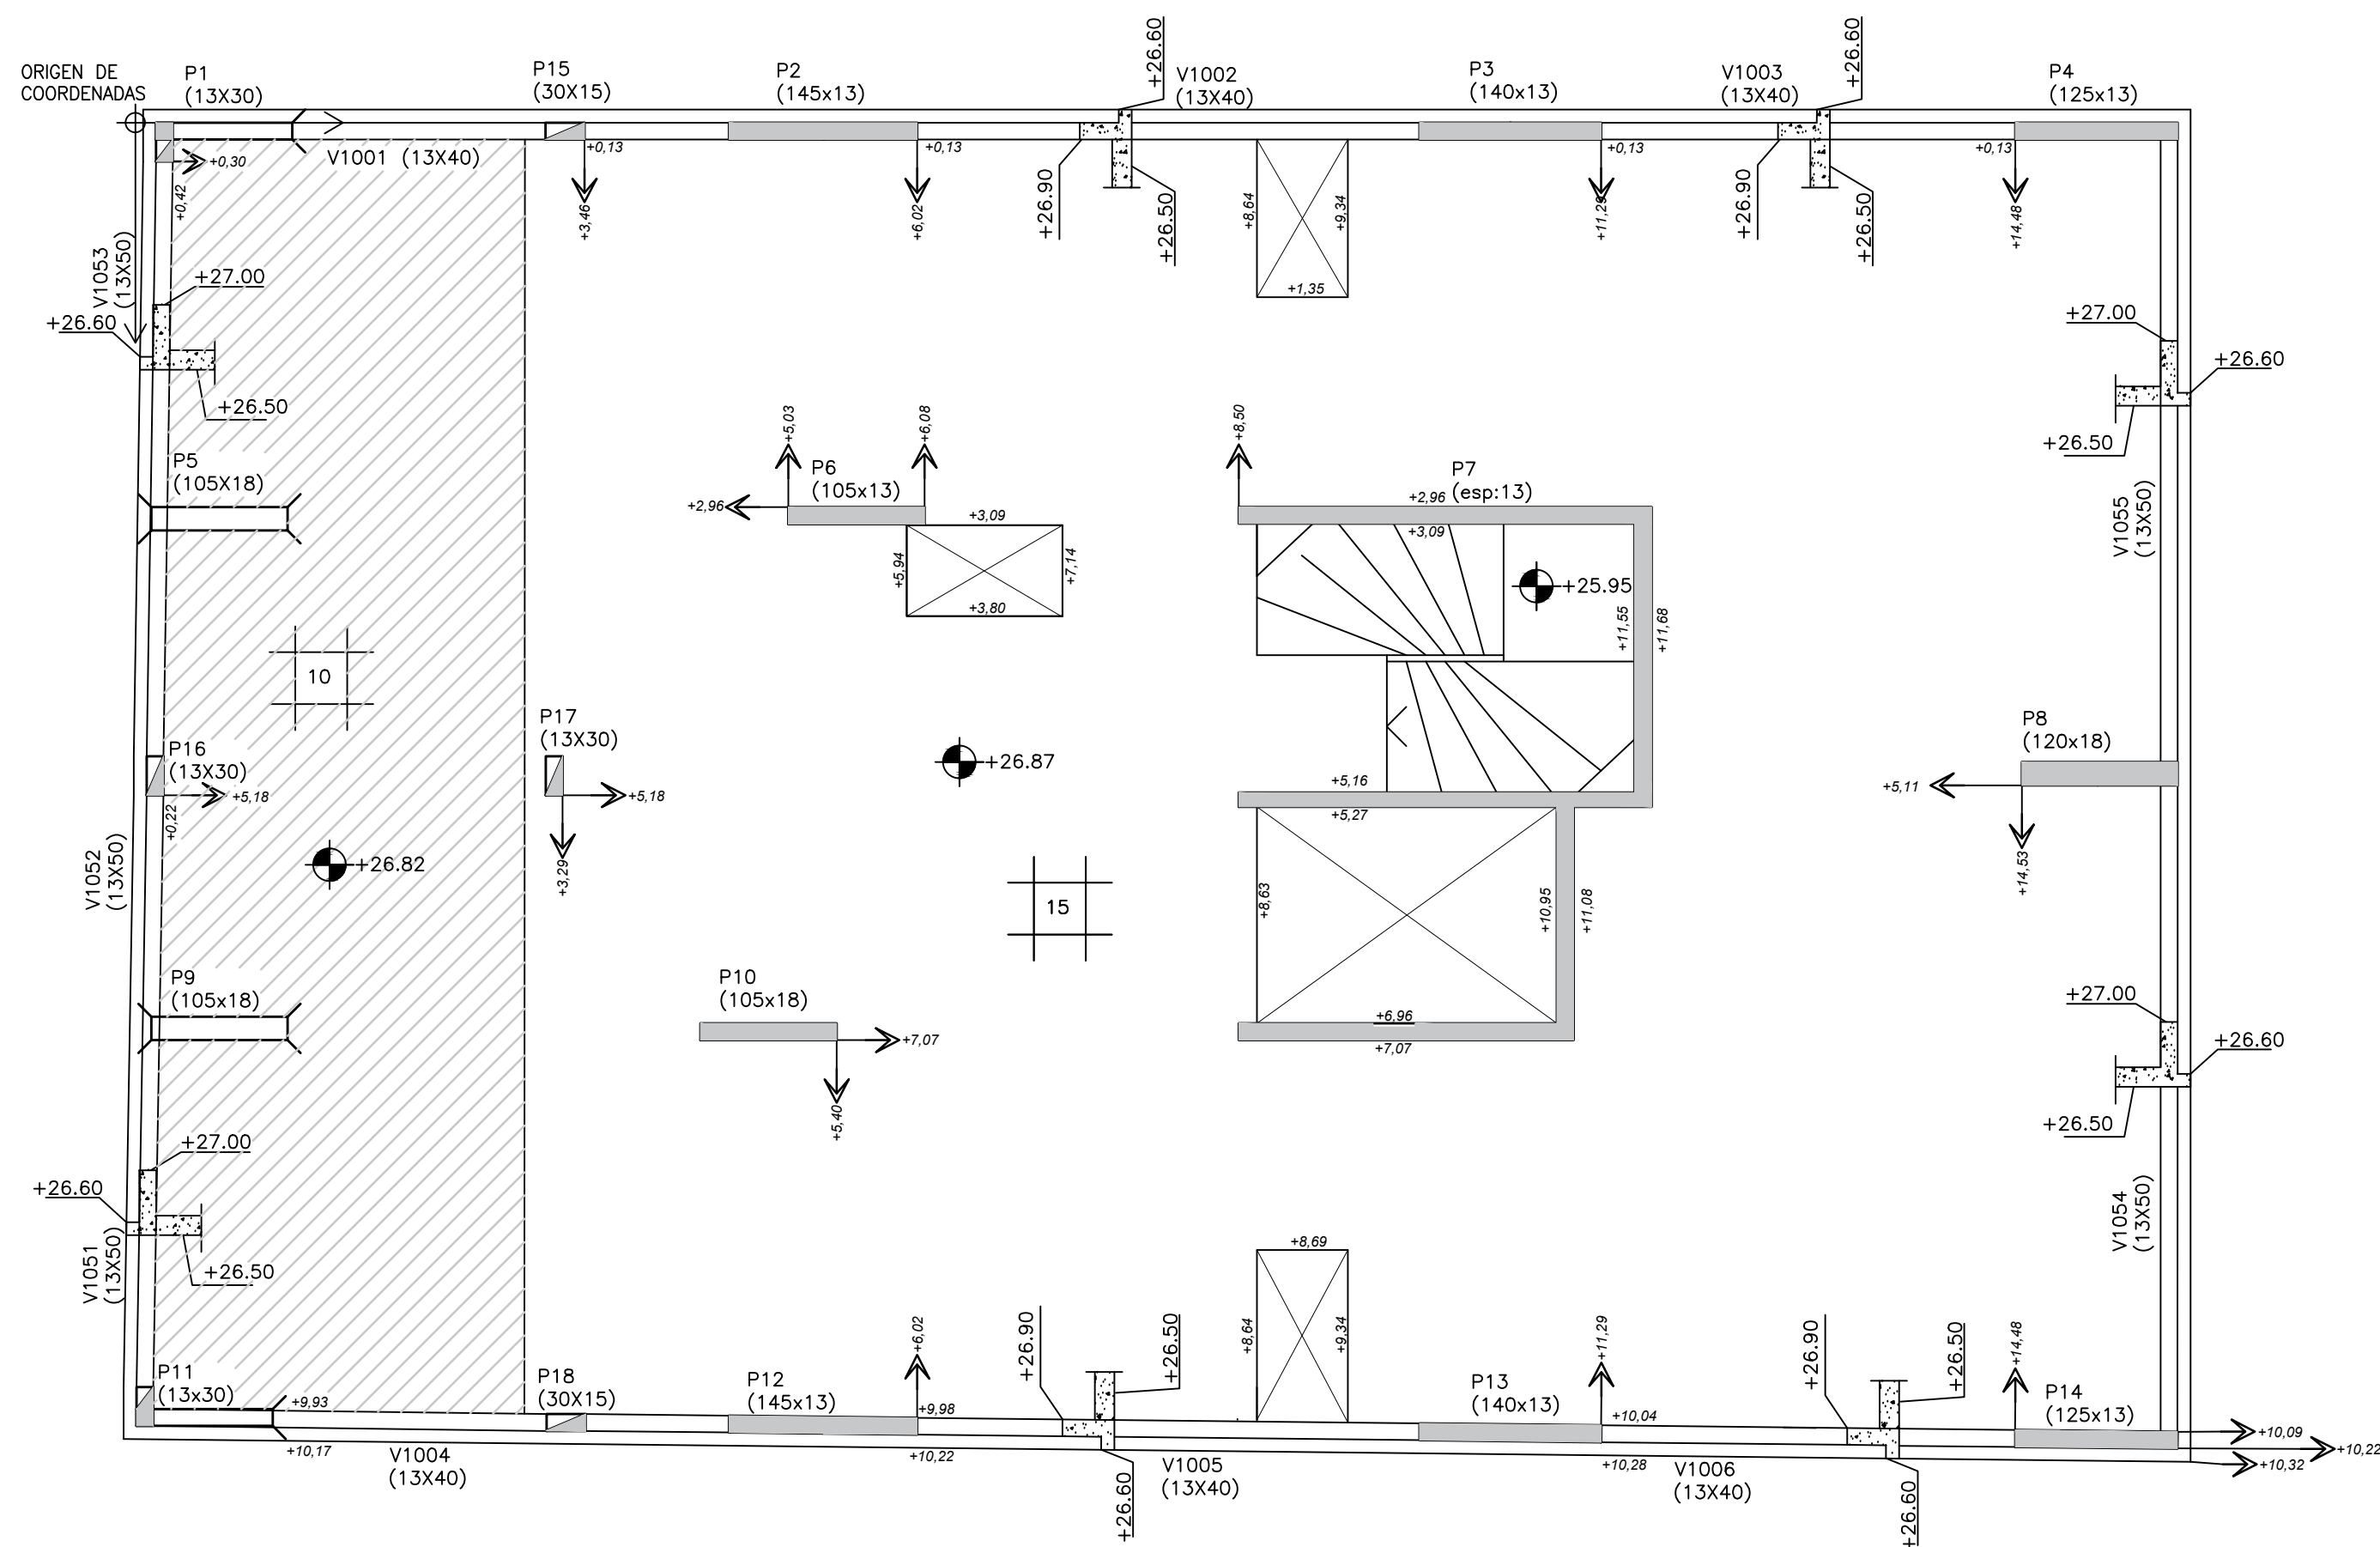 ORIGEN DE
COORDENADAS
P1
(13X30)
P15
(30X15)
P2
(145x13)
+26.60
V1002
(13X40)
P3
(140x13)
V1003
(13X40)
+26.60
P4
(125x13)
+0,30
V1001 (13X40)
+0,13
+0,13
+0,13
+0,13
+0,42
+3,46
+6,02
+26.90
+26.50
+8,64
+9,34
+1,35
+11,29
+26.90
+26.50
+14,48
V1053
(13X50)
+27.00
+26.60
+26.50
+27.00
+26.60
+26.50
P5
(105X18)
+5,03
+6,08
+8,50
P6
(105x13)
+2,96
P7
(esp:13)
+2,96
+3,09
+3,09
+5,94
+7,14
+3,80
+25.95
+11,55
+11,68
V1055
(13X50)
10
P16
(13X30)
+5,18
+0,22
P17
(13X30)
+5,18
+3,29
+26.87
+5,16
+5,27
P8
(120x18)
+5,11
+14,53
V1052
(13X50)
+26.82
15
+8,63
+10,95
+11,08
P9
(105x18)
P10
(105x18)
+7,07
+5,40
+6,96
+7,07
+27.00
+26.60
+26.50
+27.00
+26.60
+26.50
V1051
(13X50)
V1054
(13X50)
+8,69
+8,64
+9,34
P11
(13x30)
+9,93
+10,17
V1004
(13X40)
P18
(30X15)
P12
(145x13)
+6,02
+9,98
+10,22
+26.90
+26.50
+26.60
V1005
(13X40)
P13
(140x13)
+11,29
+10,04
+10,28
V1006
(13X40)
+26.90
+26.50
+26.60
+14,48
P14
(125x13)
+10,09
+10,22
+10,32